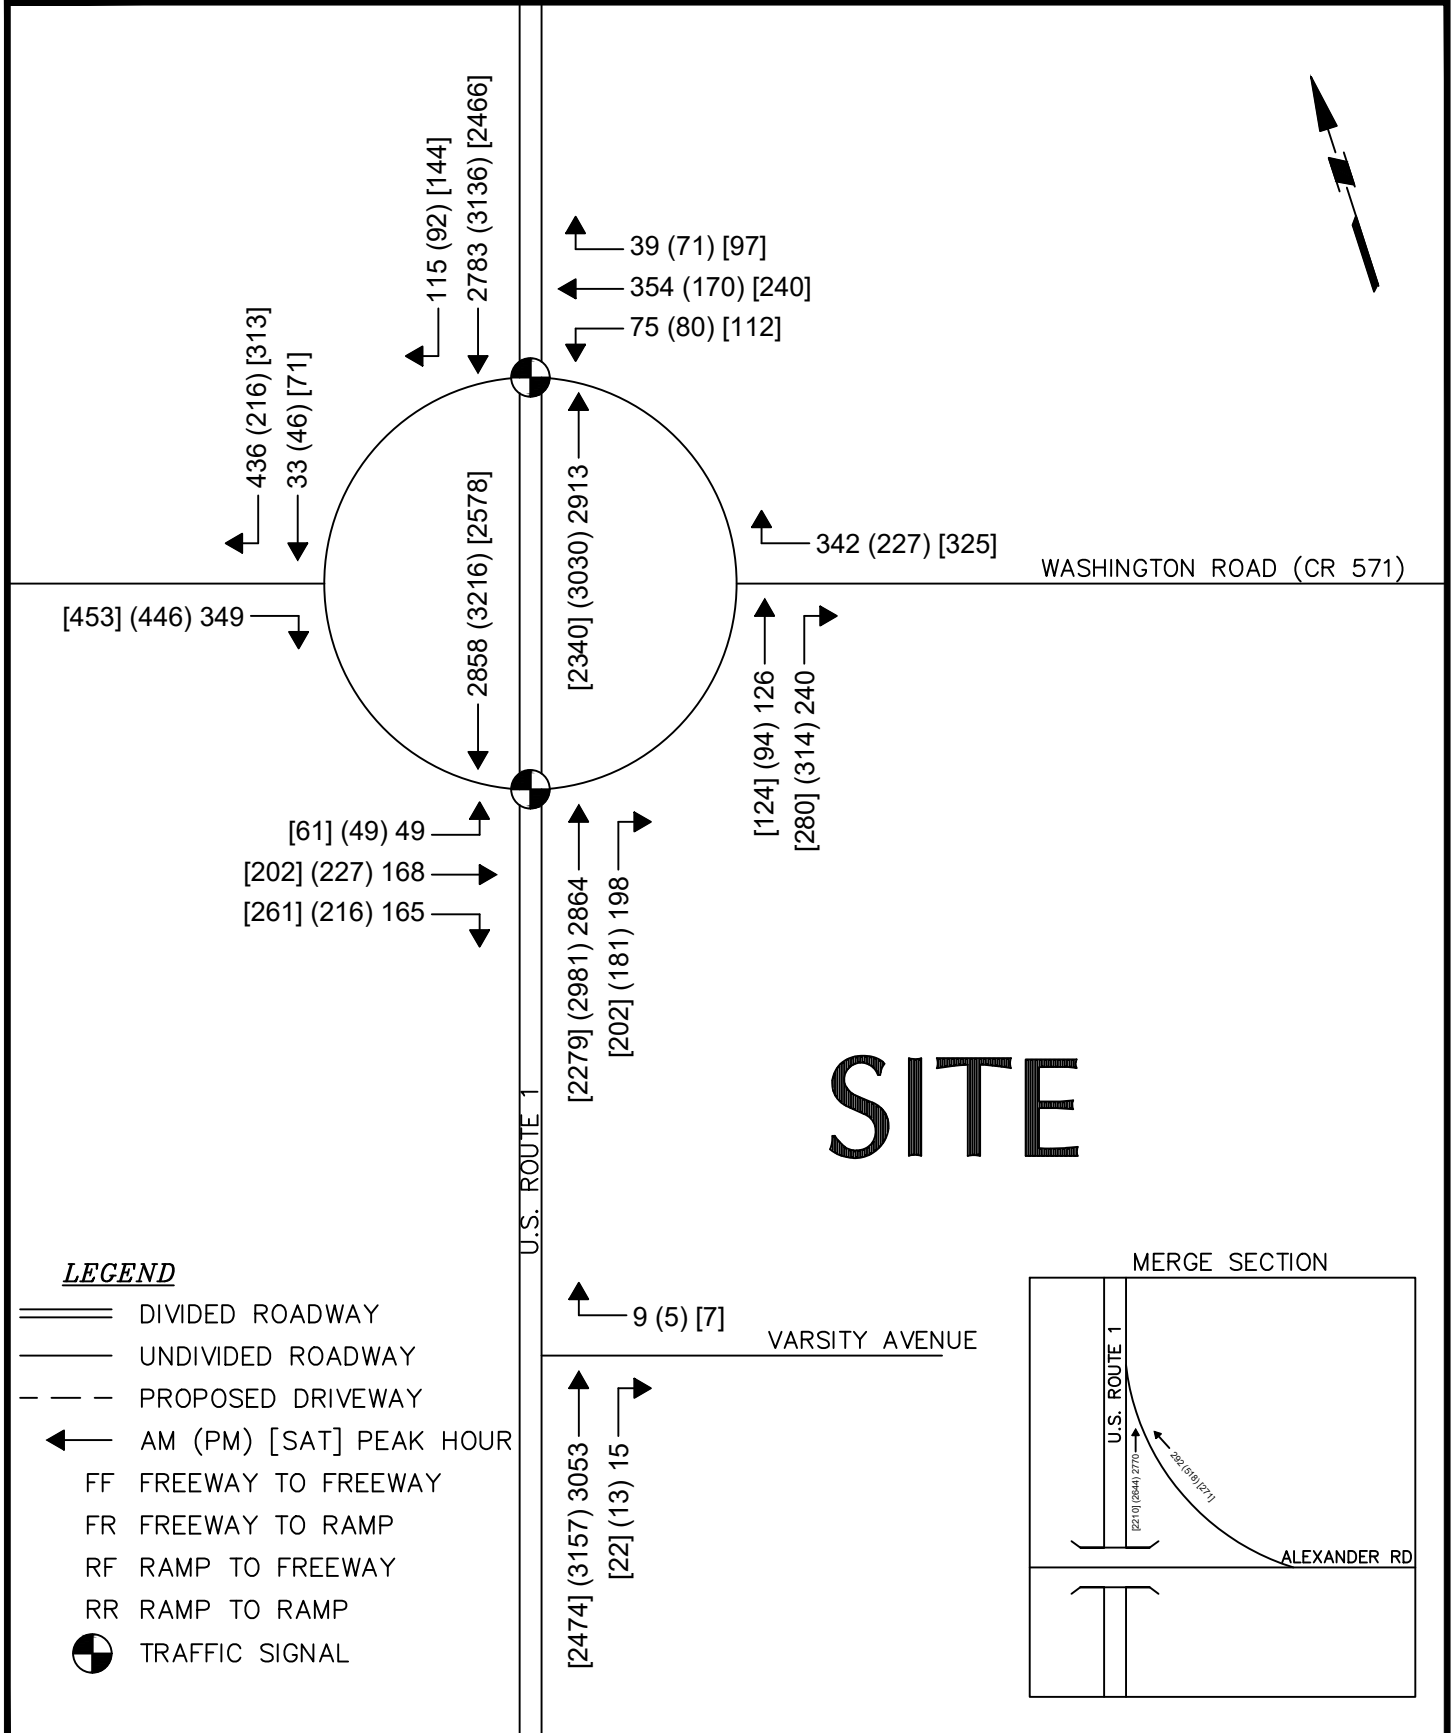 115 (92) [144]
2783 (3136) [2466]
39 (71) [97]
354 (170) [240]
75 (80) [112]
436 (216) [313]
33 (46) [71]
2858 (3216) [2578]
[2340] (3030) 2913
342 (227) [325]
WASHINGTON ROAD (CR 571)
[453] (446) 349
[124] (94) 126
[280] (314) 240
[61] (49) 49
[202] (227) 168
[261] (216) 165
[2279] (2981) 2864
[202] (181) 198
SITE
U.S. ROUTE 1
9 (5) [7]
VARSITY AVENUE
[2474] (3157) 3053
[22] (13) 15
LEGEND
DIVIDED ROADWAY
UNDIVIDED ROADWAY
PROPOSED DRIVEWAY
AM (PM) [SAT] PEAK HOUR
FF FREEWAY TO FREEWAY
FR FREEWAY TO RAMP
RF RAMP TO FREEWAY
RR RAMP TO RAMP
TRAFFIC SIGNAL
MERGE SECTION
U.S. ROUTE 1
[2210] (2644) 2770
292 (518) [271]
ALEXANDER RD